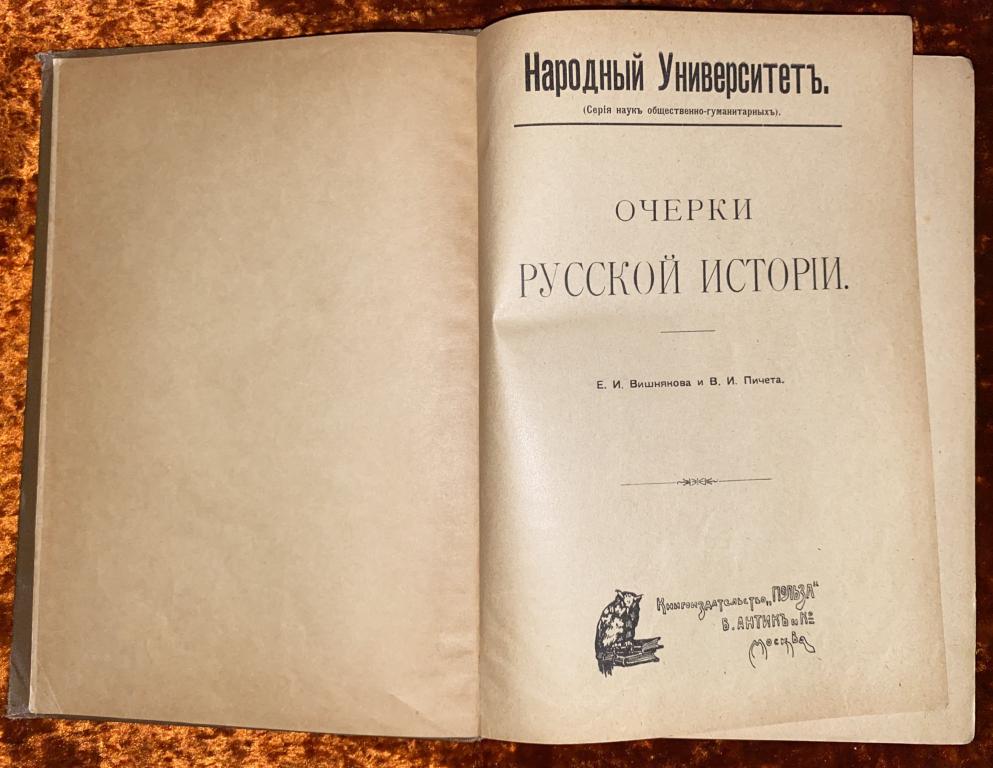 Народный Университетъ.
(Серія наукъ общественно-гуманитарныхъ).
ОЧЕРКИ
РУССКОЙ ИСТОРІИ.
Е. И. Вишнякова и В. И. Пичета.
Книгоиздательство „ПОЛЬЗА“
В. АНТИКЪ и Ко
Москва